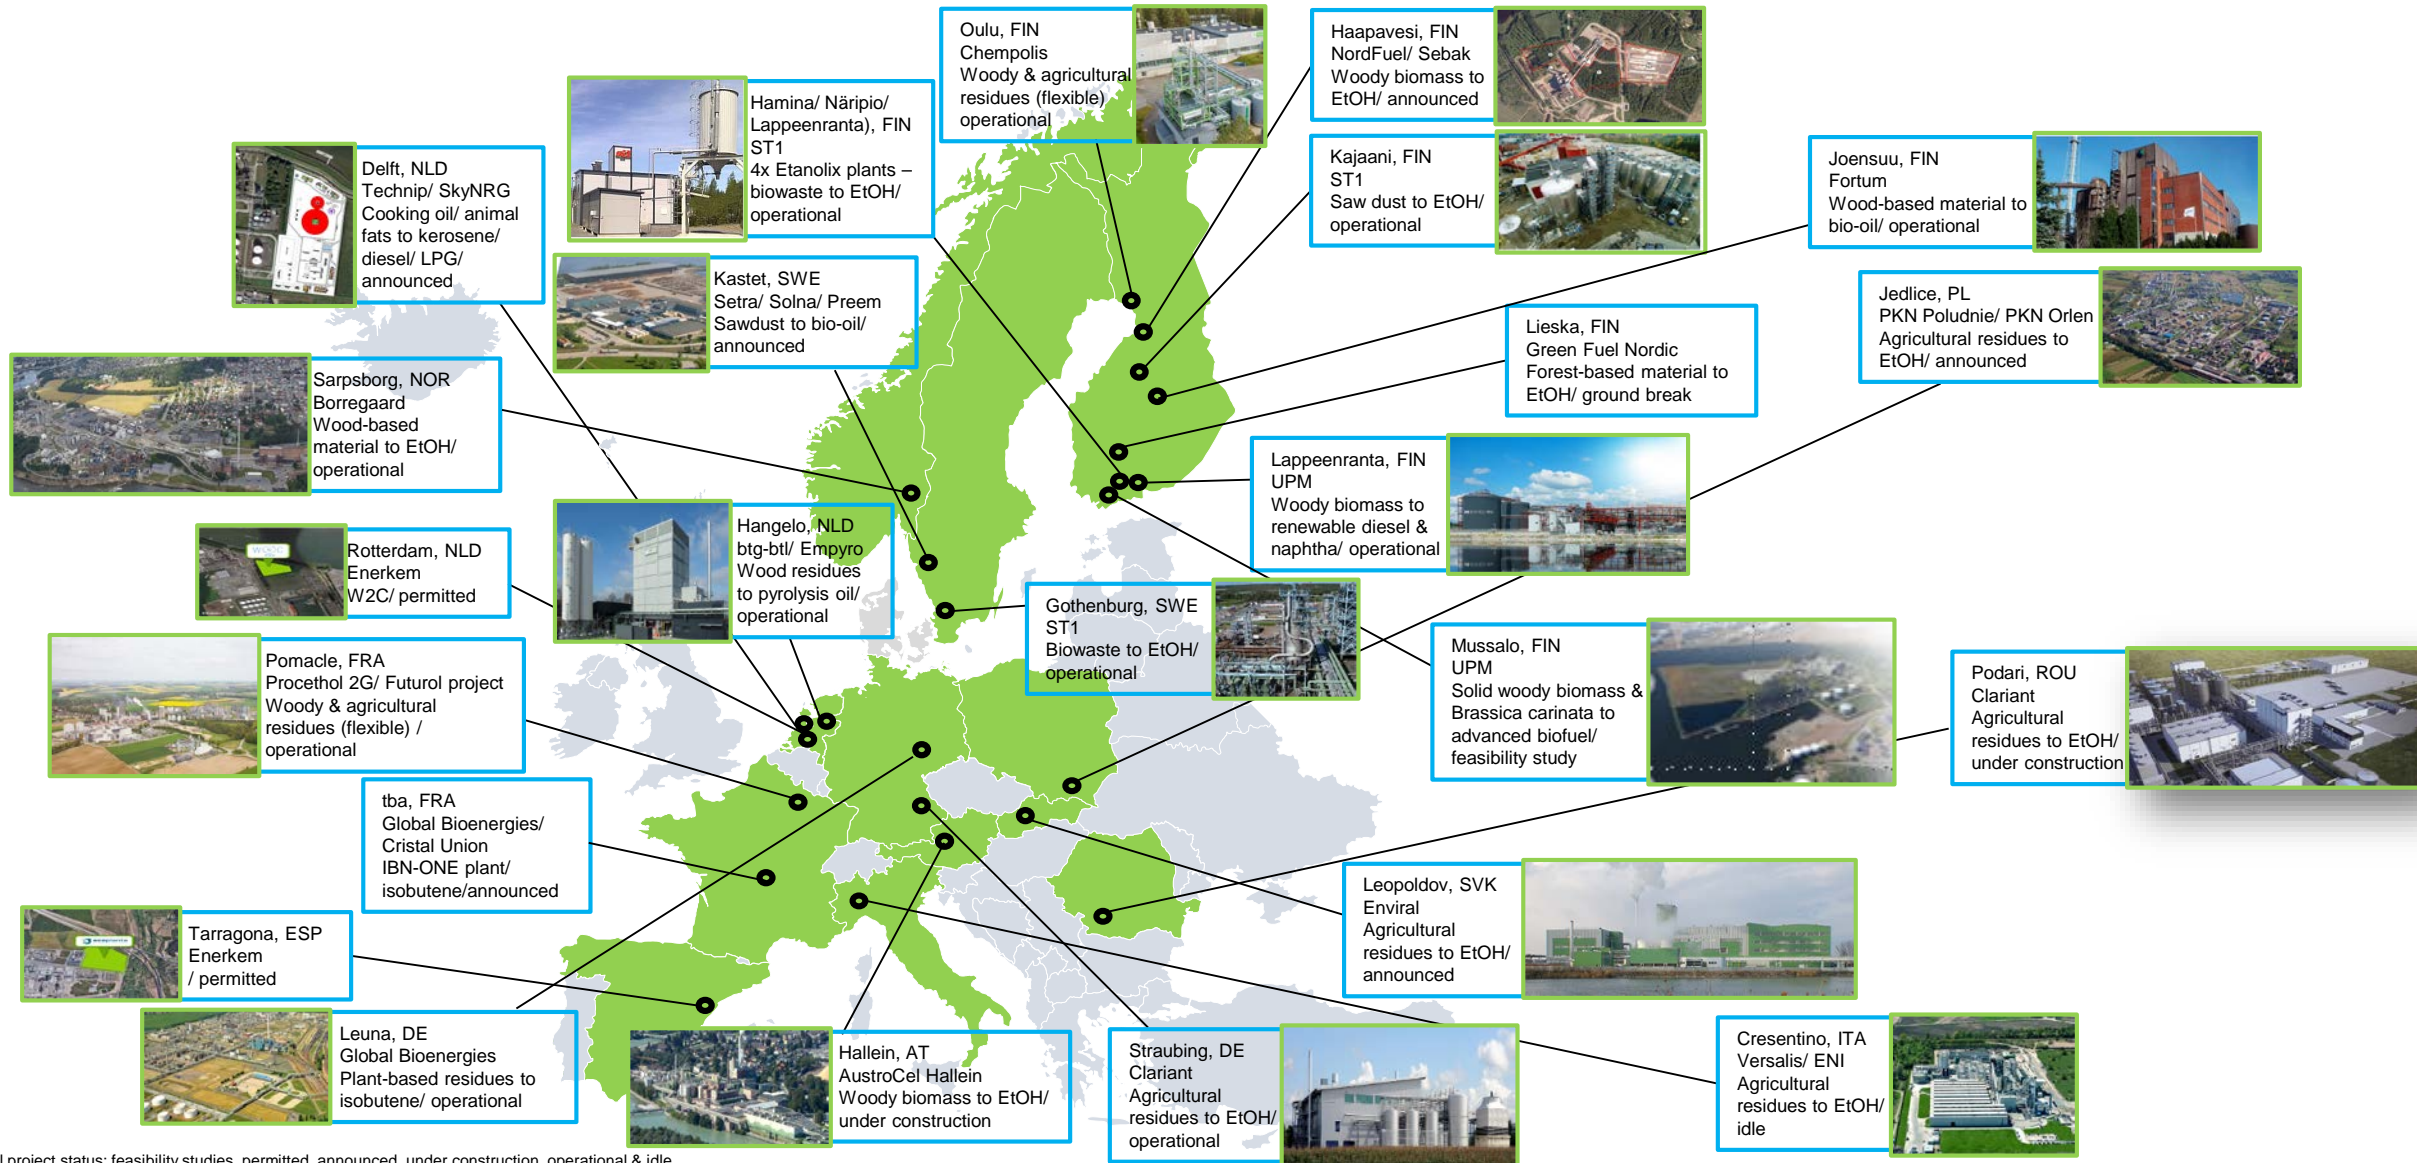 Oulu, FIN
Chempolis
Woody & agricultural
residues (flexible)
operational
Haapavesi, FIN
NordFuel/ Sebak
Woody biomass to
EtOH/ announced
Hamina/ Näripio/
Lappeenranta), FIN
ST1
4x Etanolix plants –
biowaste to EtOH/
operational
Kajaani, FIN
ST1
Saw dust to EtOH/
operational
Joensuu, FIN
Fortum
Wood-based material to
bio-oil/ operational
Delft, NLD
Technip/ SkyNRG
Cooking oil/ animal
fats to kerosene/
diesel/ LPG/
announced
Kastet, SWE
Setra/ Solna/ Preem
Sawdust to bio-oil/
announced
Jedlice, PL
PKN Poludnie/ PKN Orlen
Agricultural residues to
EtOH/ announced
Lieska, FIN
Green Fuel Nordic
Forest-based material to
EtOH/ ground break
Sarpsborg, NOR
Borregaard
Wood-based
material to EtOH/
operational
Lappeenranta, FIN
UPM
Woody biomass to
renewable diesel &
naphtha/ operational
Rotterdam, NLD
Enerkem
W2C/ permitted
Hangelo, NLD
btg-btl/ Empyro
Wood residues
to pyrolysis oil/
operational
Gothenburg, SWE
ST1
Biowaste to EtOH/
operational
Mussalo, FIN
UPM
Solid woody biomass &
Brassica carinata to
advanced biofuel/
feasibility study
Podari, ROU
Clariant
Agricultural
residues to EtOH/
under construction
Pomacle, FRA
Procethol 2G/ Futurol project
Woody & agricultural
residues (flexible) /
operational
tba, FRA
Global Bioenergies/
Cristal Union
IBN-ONE plant/
isobutene/announced
Leopoldov, SVK
Enviral
Agricultural
residues to EtOH/
announced
Tarragona, ESP
Enerkem
/ permitted
Leuna, DE
Global Bioenergies
Plant-based residues to
isobutene/ operational
Hallein, AT
AustroCel Hallein
Woody biomass to EtOH/
under construction
Straubing, DE
Clariant
Agricultural
residues to EtOH/
operational
Cresentino, ITA
Versalis/ ENI
Agricultural
residues to EtOH/
idle
project status: feasibility studies, permitted, announced, under construction, operational & idle